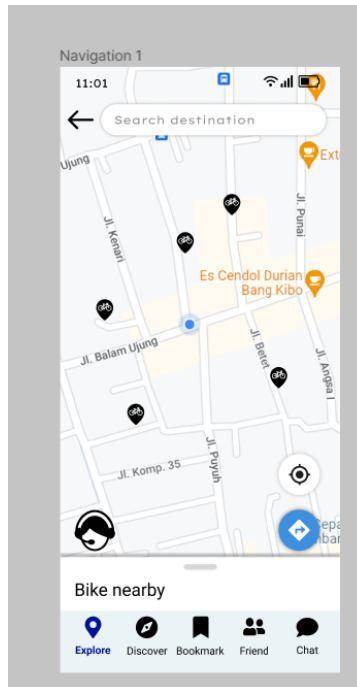 Navigation 1
11:01
Search destination
Ujung
Ext
Jl. Punai
Jl. Kenari
Es Cendol Durian
Bang Kibo
Jl. Balam Ujung
Jl. Betet
Jl. Angsa I
Jl. Puyuh
Jl. Komp. 35
Bike nearby
Explore
Discover
Bookmark
Friend
Chat